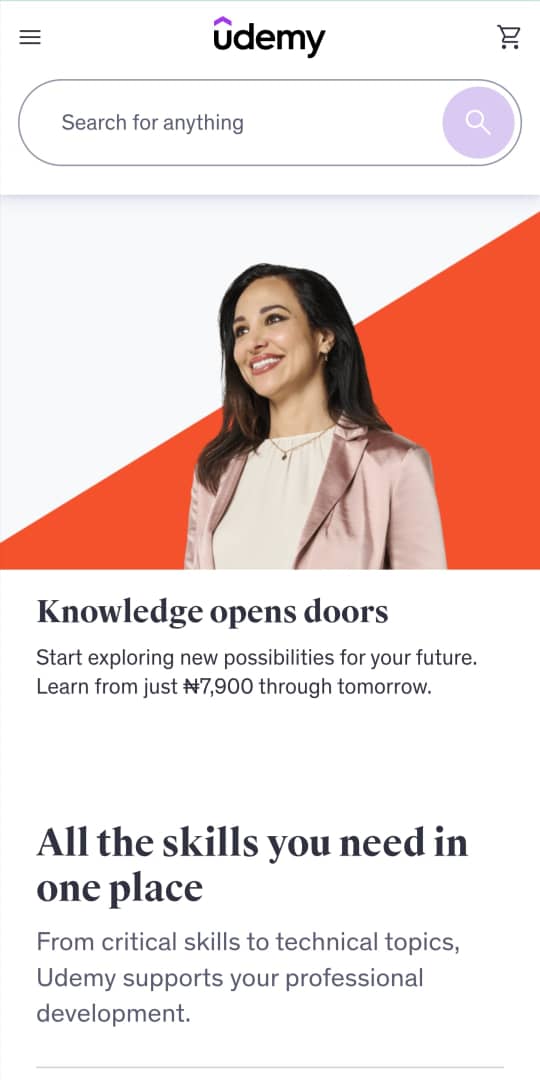 udemy
Search for anything
Knowledge opens doors
Start exploring new possibilities for your future.
Learn from just ₦7,900 through tomorrow.
All the skills you need in
one place
From critical skills to technical topics,
Udemy supports your professional
development.